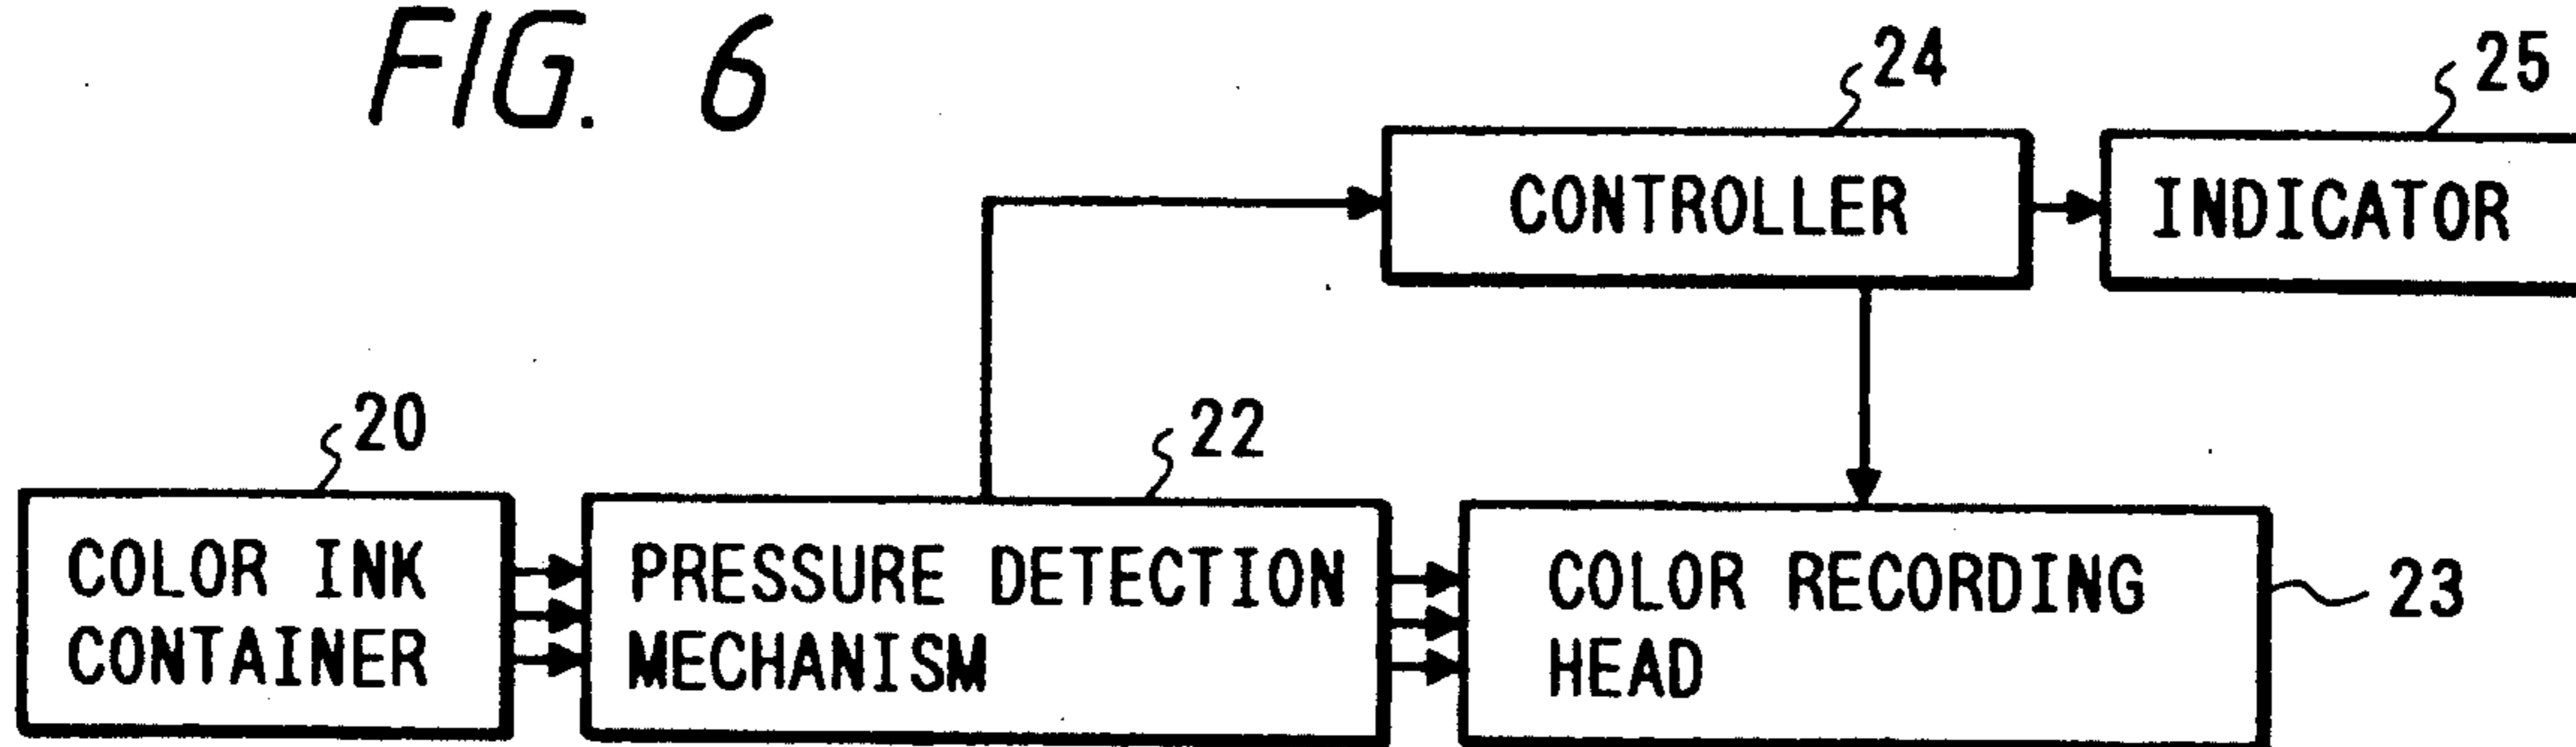 FIG. 6
24
25
CONTROLLER
INDICATOR
20
22
COLOR INK
CONTAINER
PRESSURE DETECTION
MECHANISM
COLOR RECORDING
HEAD
23